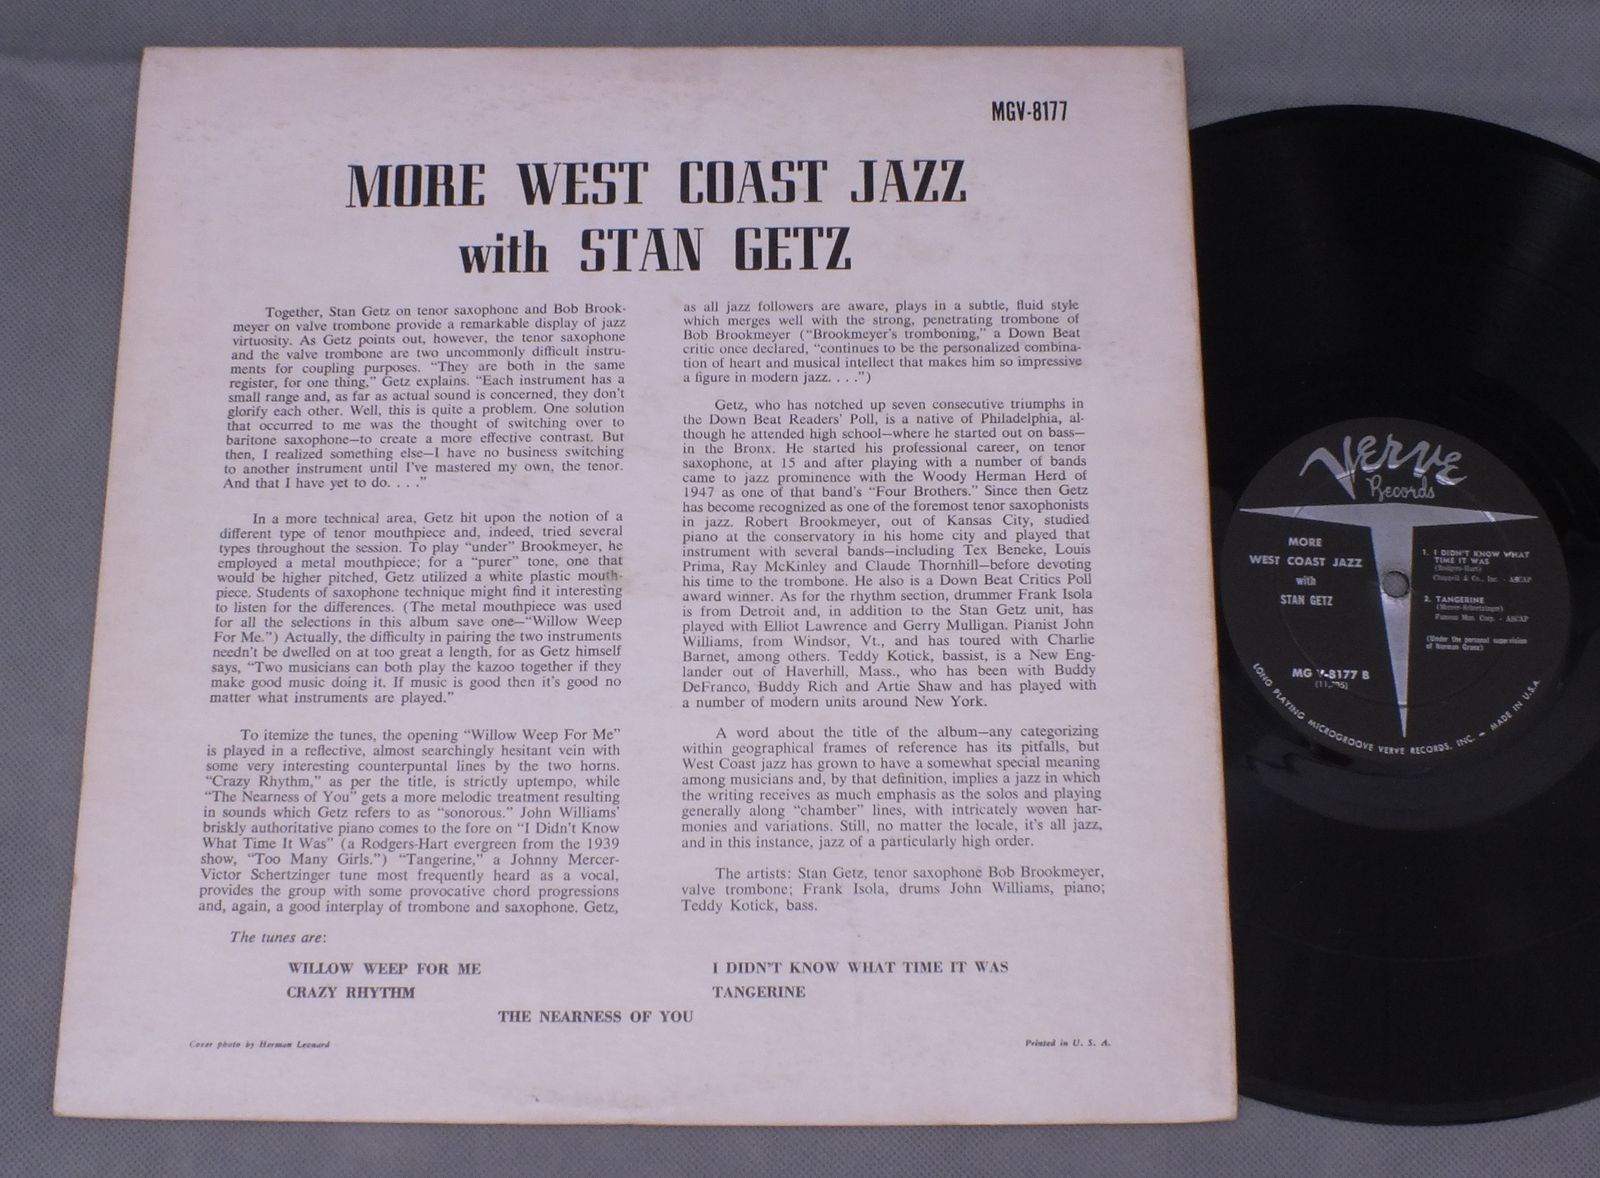 MGV-8177
MORE WEST COAST JAZZ
with STAN GETZ
Together, Stan Getz on tenor saxophone and Bob Brook-
meyer on valve trombone provide a remarkable display of jazz
virtuosity. As Getz points out, however, the tenor saxophone
and the valve trombone are two uncommonly difficult instru-
ments for coupling purposes. “They are both in the same
register, for one thing,” Getz explains. “Each instrument has a
small range and, as far as actual sound is concerned, they don't
glorify each other. Well, this is quite a problem. One solution
that occurred to me was the thought of switching over to
baritone saxophone—to create a more effective contrast. But
then, I realized something else—I have no business switching
to another instrument until I've mastered my own, the tenor.
And that I have yet to do. . . .”
In a more technical area, Getz hit upon the notion of a
different type of tenor mouthpiece and, indeed, tried several
types throughout the session. To play “under” Brookmeyer, he
employed a metal mouthpiece; for a “purer” tone, one that
would be higher pitched, Getz utilized a white plastic mouth-
piece. Students of saxophone technique might find it interesting
to listen for the differences. (The metal mouthpiece was used
for all the selections in this album save one—“Willow Weep
For Me.”) Actually, the difficulty in pairing the two instruments
needn't be dwelled on at too great a length, for as Getz himself
says, “Two musicians can both play the kazoo together if they
make good music doing it. If music is good then it's good no
matter what instruments are played.”
To itemize the tunes, the opening “Willow Weep For Me”
is played in a reflective, almost searchingly hesitant vein with
some very interesting counterpuntal lines by the two horns.
“Crazy Rhythm,” as per the title, is strictly uptempo, while
“The Nearness of You” gets a more melodic treatment resulting
in sounds which Getz refers to as “sonorous.” John Williams'
briskly authoritative piano comes to the fore on “I Didn't Know
What Time It Was” (a Rodgers-Hart evergreen from the 1939
show, “Too Many Girls.”) “Tangerine,” a Johnny Mercer-
Victor Schertzinger tune most frequently heard as a vocal,
provides the group with some provocative chord progressions
and, again, a good interplay of trombone and saxophone. Getz,
as all jazz followers are aware, plays in a subtle, fluid style
which merges well with the strong, penetrating trombone of
Bob Brookmeyer (“Brookmeyer's tromboning,” a Down Beat
critic once declared, “continues to be the personalized combina-
tion of heart and musical intellect that makes him so impressive
a figure in modern jazz. . . .”)
Getz, who has notched up seven consecutive triumphs in
the Down Beat Readers' Poll, is a native of Philadelphia, al-
though he attended high school—where he started out on bass—
in the Bronx. He started his professional career, on tenor
saxophone, at 15 and after playing with a number of bands
came to jazz prominence with the Woody Herman Herd of
1947 as one of that band's “Four Brothers.” Since then Getz
has become recognized as one of the foremost tenor saxophonists
in jazz. Robert Brookmeyer, out of Kansas City, studied
piano at the conservatory in his home city and played that
instrument with several bands—including Tex Beneke, Louis
Prima, Ray McKinley and Claude Thornhill—before devoting
his time to the trombone. He also is a Down Beat Critics Poll
award winner. As for the rhythm section, drummer Frank Isola
is from Detroit and, in addition to the Stan Getz unit, has
played with Elliot Lawrence and Gerry Mulligan. Pianist John
Williams, from Windsor, Vt., and has toured with Charlie
Barnet, among others. Teddy Kotick, bassist, is a New Eng-
lander out of Haverhill, Mass., who has been with Buddy
DeFranco, Buddy Rich and Artie Shaw and has played with
a number of modern units around New York.
A word about the title of the album—any categorizing
within geographical frames of reference has its pitfalls, but
West Coast jazz has grown to have a somewhat special meaning
among musicians and, by that definition, implies a jazz in which
the writing receives as much emphasis as the solos and playing
generally along “chamber” lines, with intricately woven har-
monies and variations. Still, no matter the locale, it's all jazz,
and in this instance, jazz of a particularly high order.
The artists: Stan Getz, tenor saxophone Bob Brookmeyer,
valve trombone; Frank Isola, drums John Williams, piano;
Teddy Kotick, bass.
The tunes are:
WILLOW WEEP FOR ME
CRAZY RHYTHM
I DIDN'T KNOW WHAT TIME IT WAS
TANGERINE
THE NEARNESS OF YOU
Cover photo by Herman Leonard
Printed in U. S. A.
Verve
Records
MORE
WEST COAST JAZZ
with
STAN GETZ
1. I DIDN'T KNOW WHAT
TIME IT WAS
(Rodgers-Hart)
Chappell & Co., Inc. - ASCAP
2. TANGERINE
(Mercer-Schertzinger)
Famous Mus. Corp. - ASCAP
(Under the personal supervision
of Norman Granz)
MG V-8177 B
LONG PLAYING MICROGROOVE VERVE RECORDS, INC. – MADE IN U.S.A.